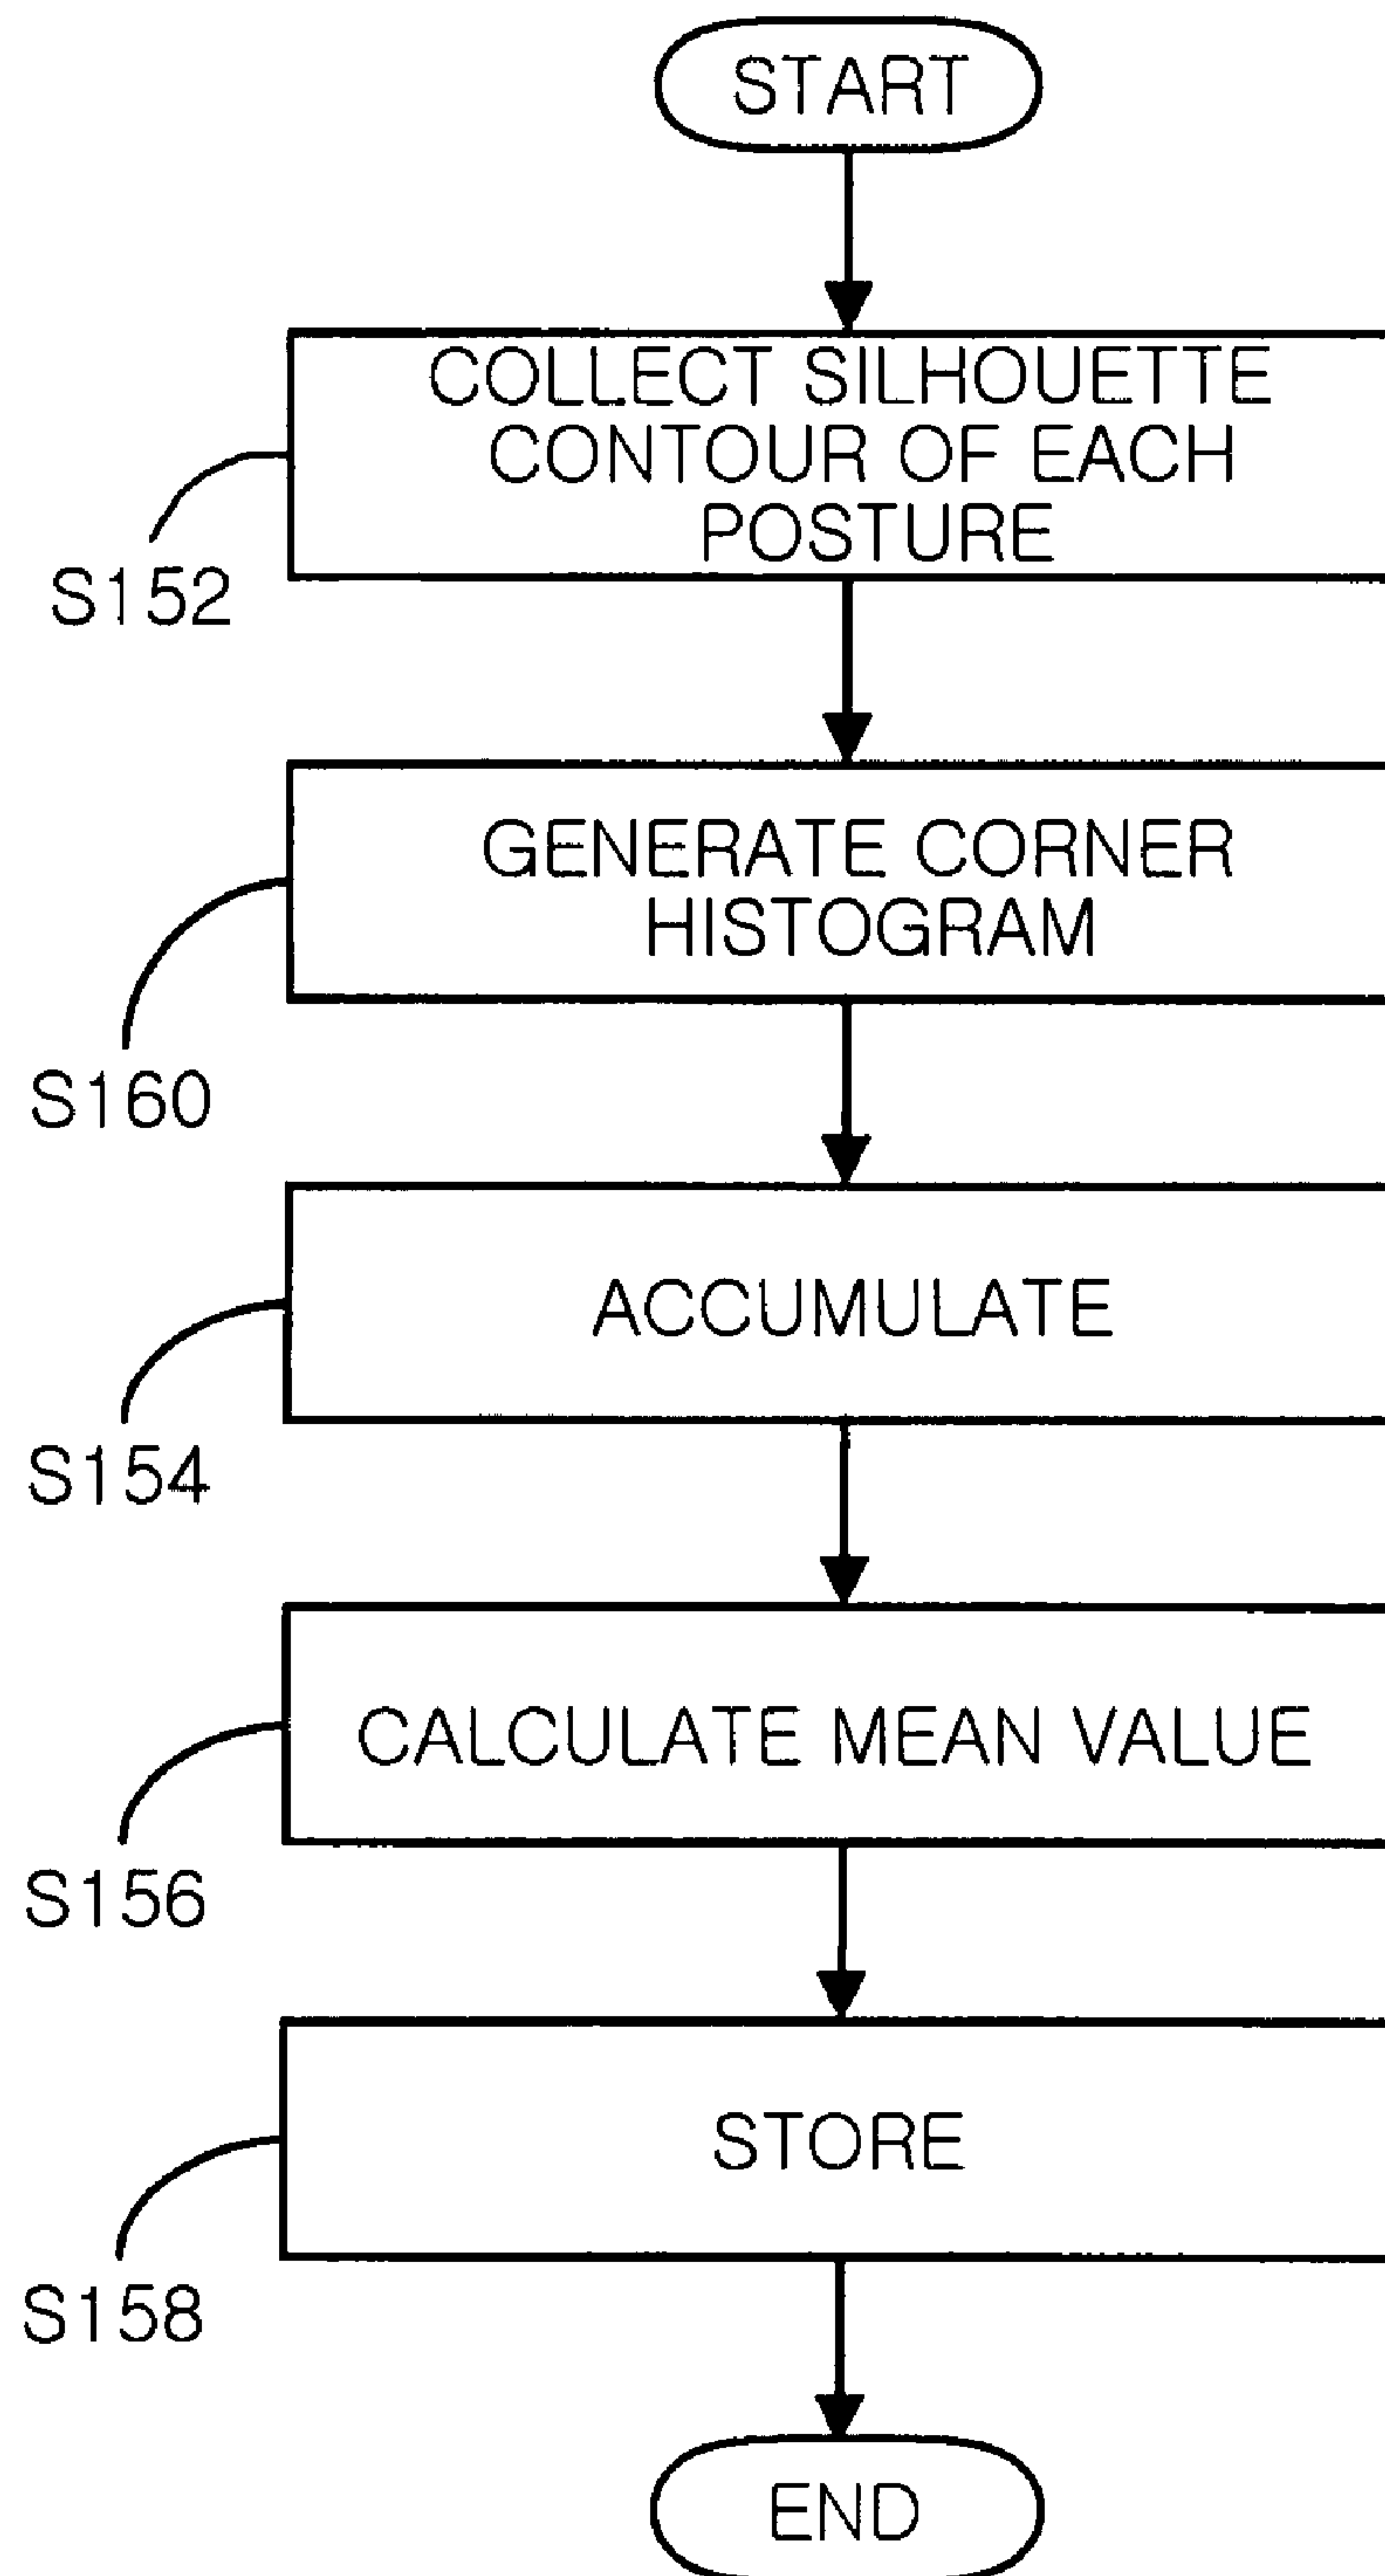 START
COLLECT SILHOUETTE
CONTOUR OF EACH
POSTURE
S152
GENERATE CORNER
HISTOGRAM
S160
ACCUMULATE
S154
CALCULATE MEAN VALUE
S156
STORE
S158
END